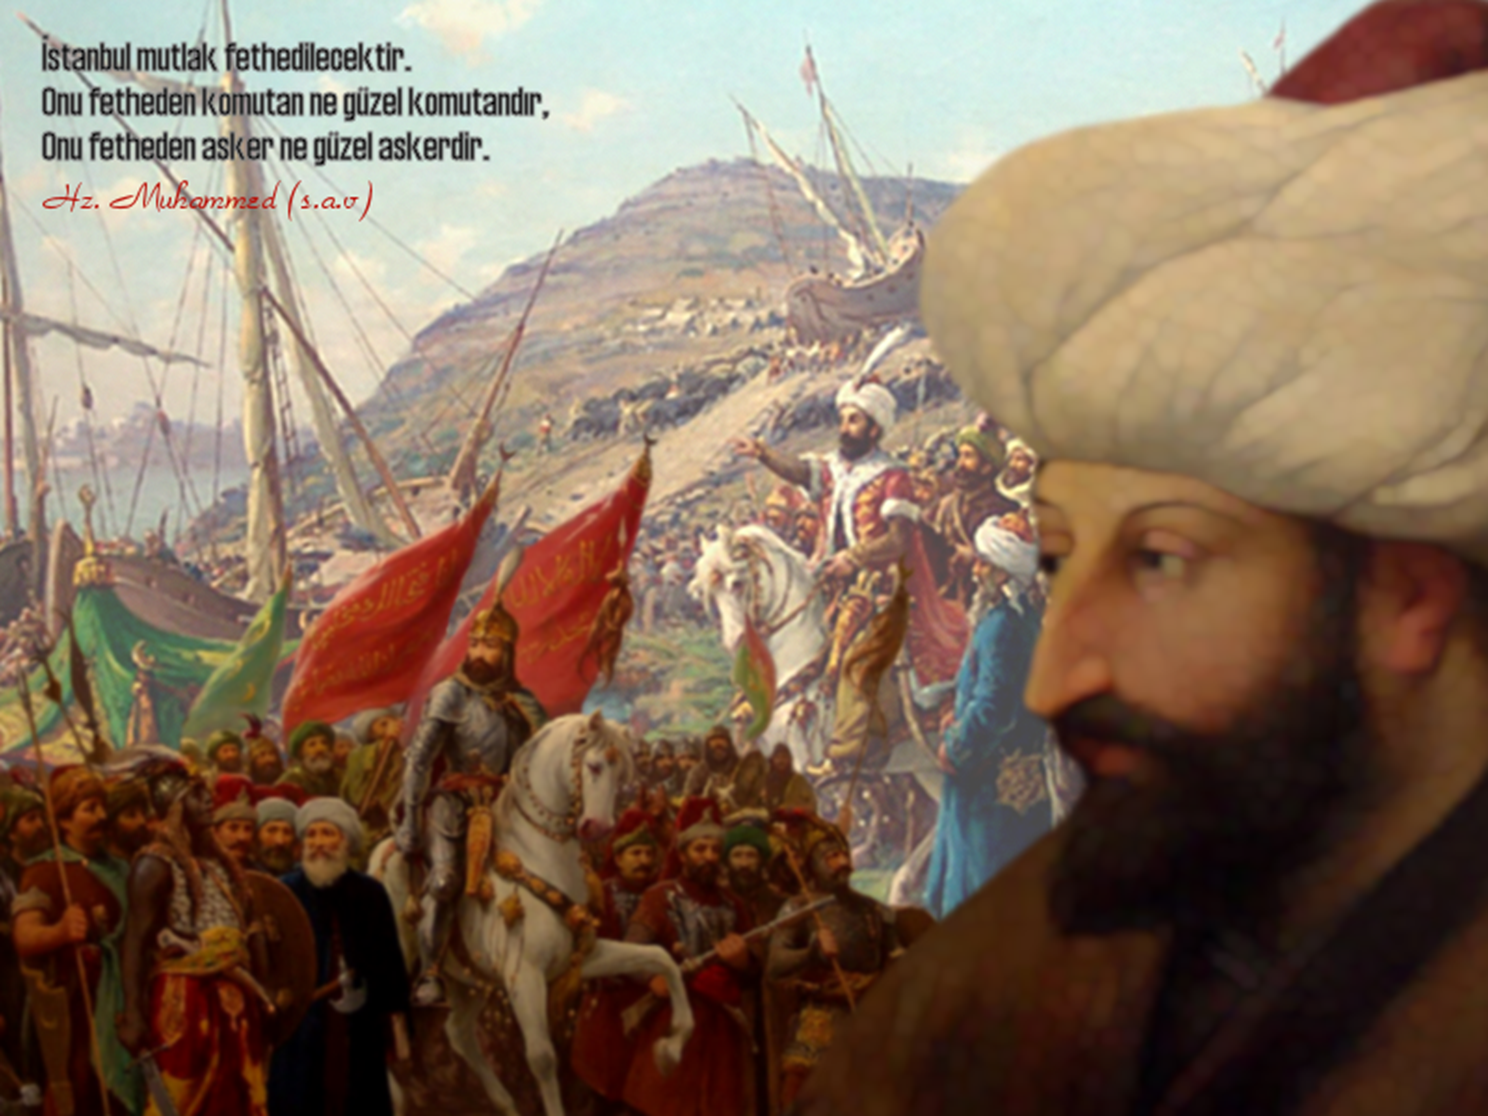 İstanbul mutlak fethedilecektir.
Onu fetheden komutan ne güzel komutandır,
Onu fetheden asker ne güzel askerdir.
Hz. Muhammed (s.a.v)